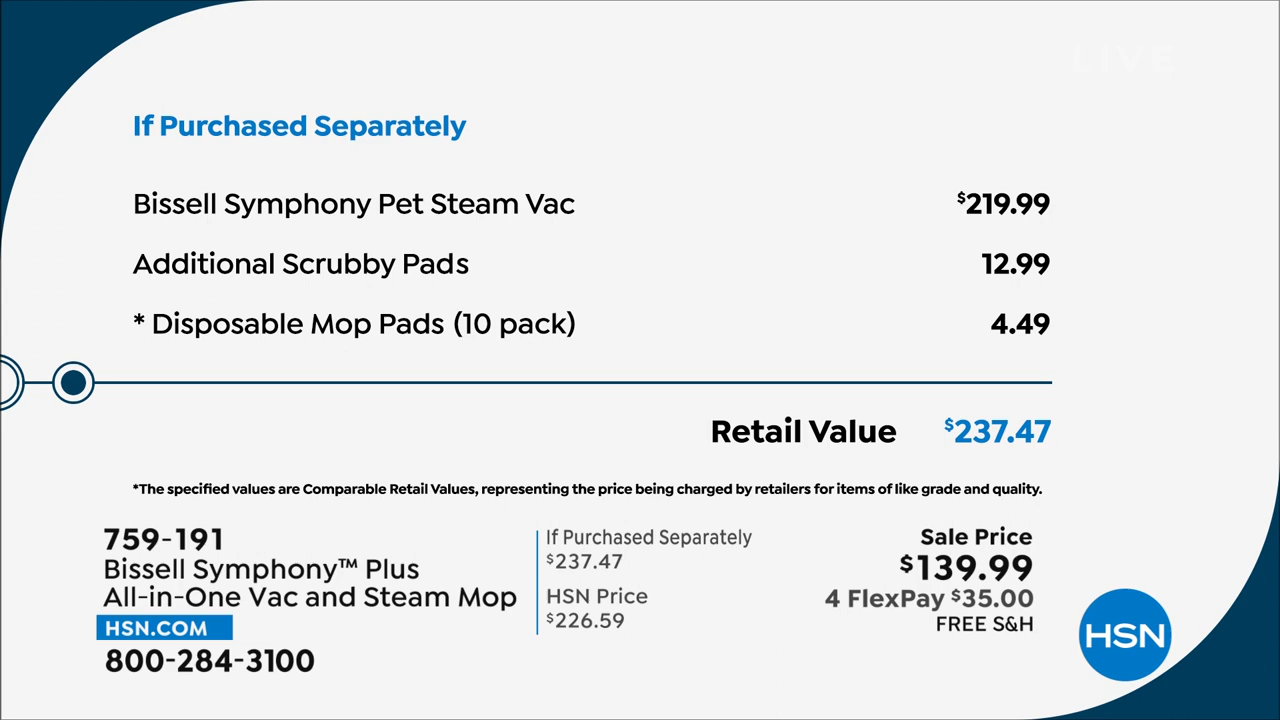 LIVE
If Purchased Separately
Bissell Symphony Pet Steam Vac $219.99
Additional Scrubby Pads 12.99
* Disposable Mop Pads (10 pack) 4.49
Retail Value $237.47
*The specified values are Comparable Retail Values, representing the price being charged by retailers for items of like grade and quality.
759-191
Bissell Symphony™ Plus
All-in-One Vac and Steam Mop
HSN.COM
800-284-3100
If Purchased Separately
$237.47
HSN Price
$226.59
Sale Price
$139.99
4 FlexPay $35.00
FREE S&H
HSN